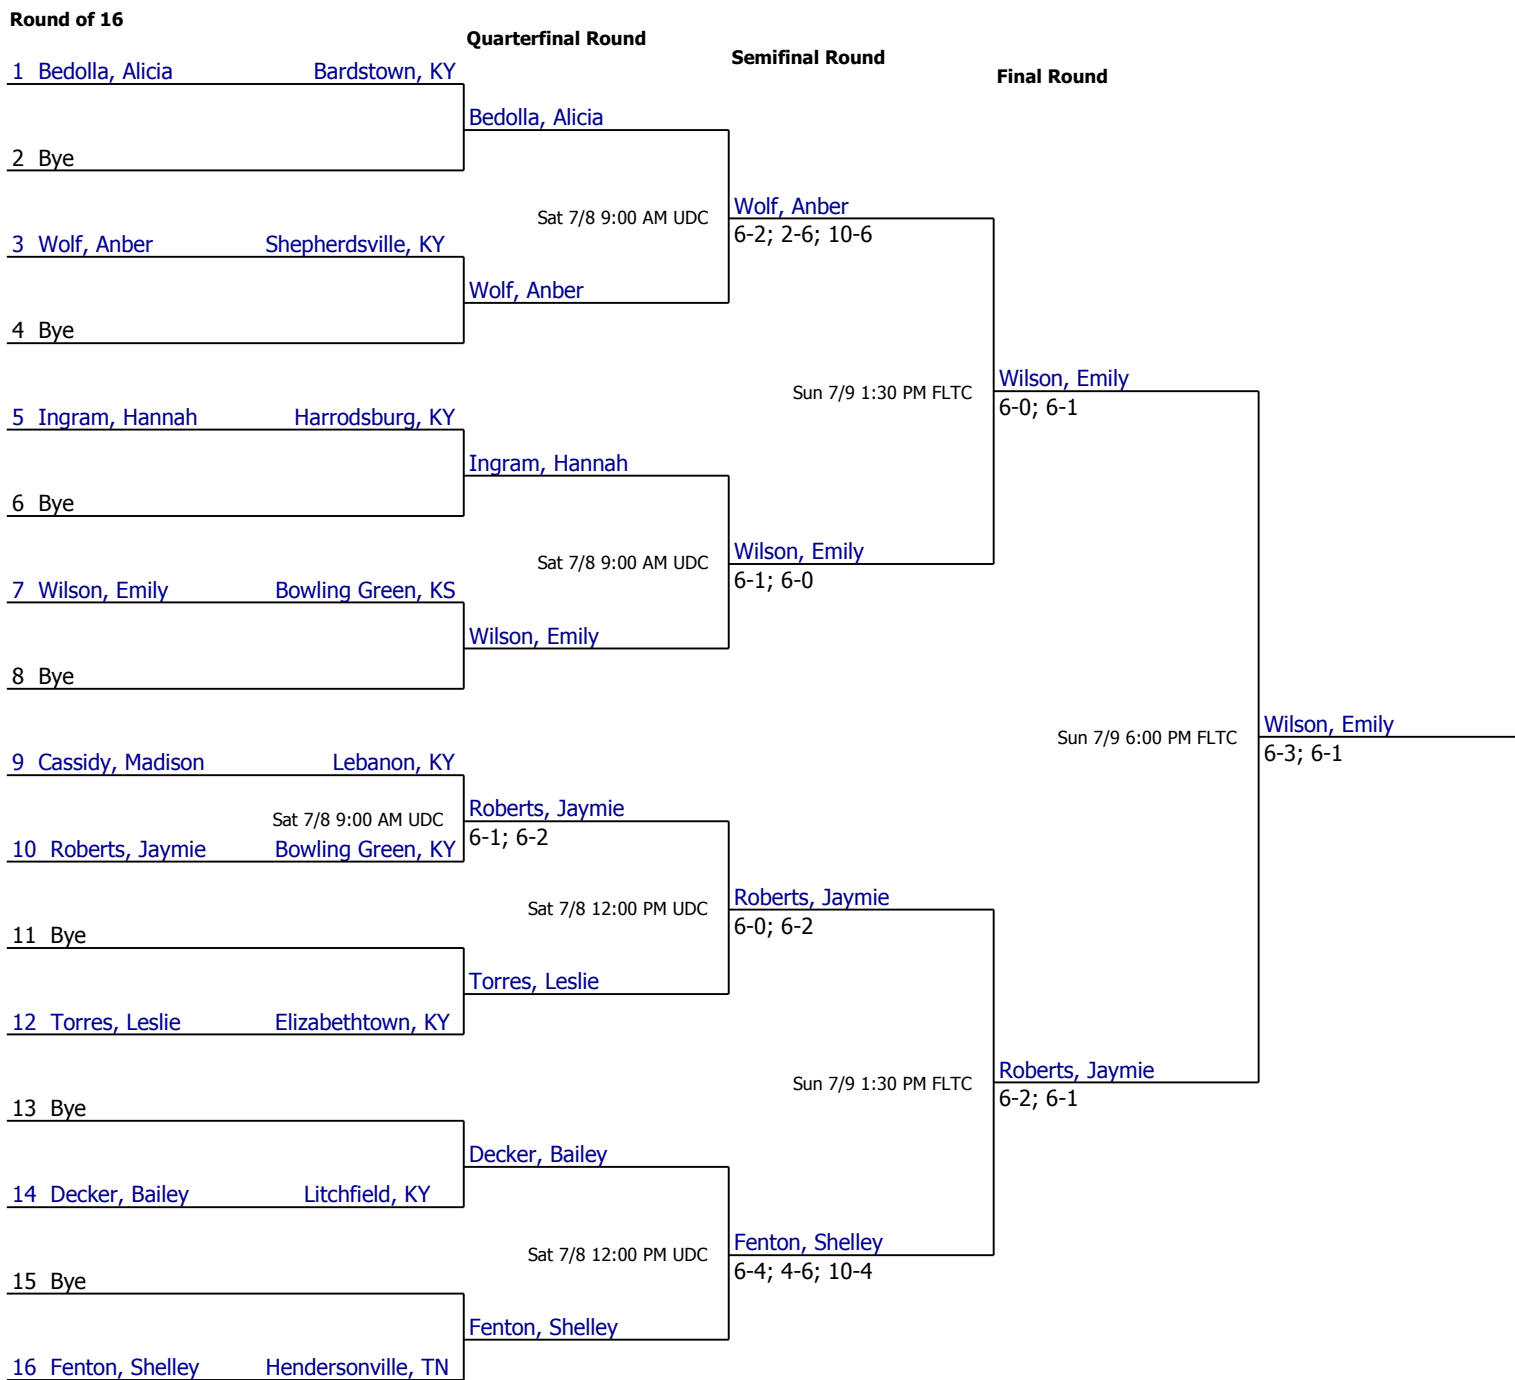 Round of 16
Quarterfinal Round
Semifinal Round
Final Round
1 Bedolla, Alicia Bardstown, KY
Bedolla, Alicia
2 Bye
Sat 7/8 9:00 AM UDC
Wolf, Anber
6-2; 2-6; 10-6
3 Wolf, Anber Shepherdsville, KY
Wolf, Anber
4 Bye
Sun 7/9 1:30 PM FLTC
Wilson, Emily
6-0; 6-1
5 Ingram, Hannah Harrodsburg, KY
Ingram, Hannah
6 Bye
Sat 7/8 9:00 AM UDC
Wilson, Emily
6-1; 6-0
7 Wilson, Emily Bowling Green, KS
Wilson, Emily
8 Bye
Sun 7/9 6:00 PM FLTC
Wilson, Emily
6-3; 6-1
9 Cassidy, Madison Lebanon, KY
Sat 7/8 9:00 AM UDC
Roberts, Jaymie
6-1; 6-2
10 Roberts, Jaymie Bowling Green, KY
Sat 7/8 12:00 PM UDC
Roberts, Jaymie
6-0; 6-2
11 Bye
Torres, Leslie
12 Torres, Leslie Elizabethtown, KY
Sun 7/9 1:30 PM FLTC
Roberts, Jaymie
6-2; 6-1
13 Bye
Decker, Bailey
14 Decker, Bailey Litchfield, KY
Sat 7/8 12:00 PM UDC
Fenton, Shelley
6-4; 4-6; 10-4
15 Bye
Fenton, Shelley
16 Fenton, Shelley Hendersonville, TN